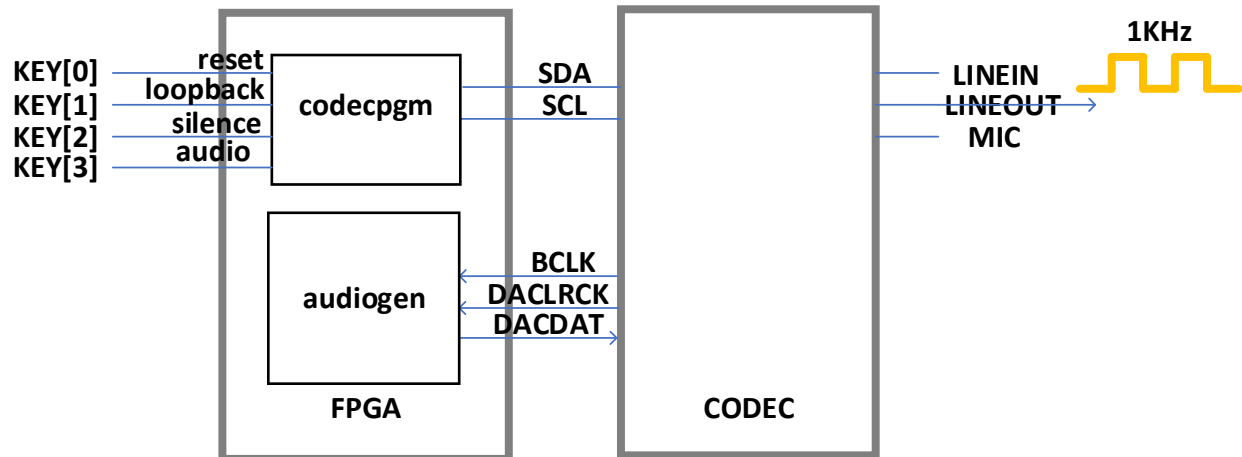 1KHz
KEY[0] reset
KEY[1] loopback
KEY[2] silence
KEY[3] audio
codecpgm
SDA
SCL
LINEIN
LINEOUT
MIC
audiogen
BCLK
DACLRCK
DACDAT
FPGA
CODEC